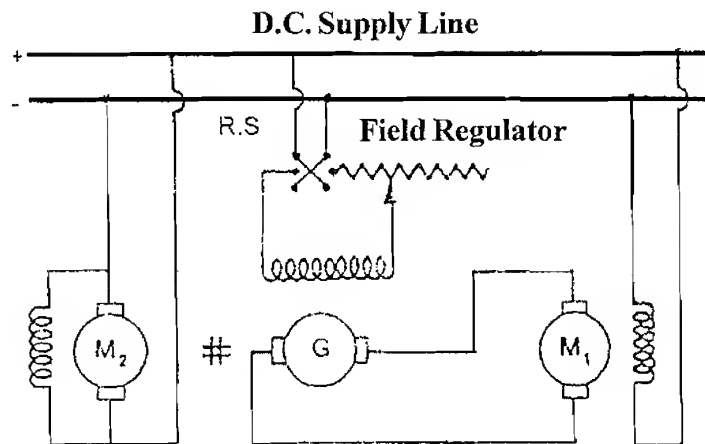 D.C. Supply Line
+
-
R.S Field Regulator
M2 # G M1